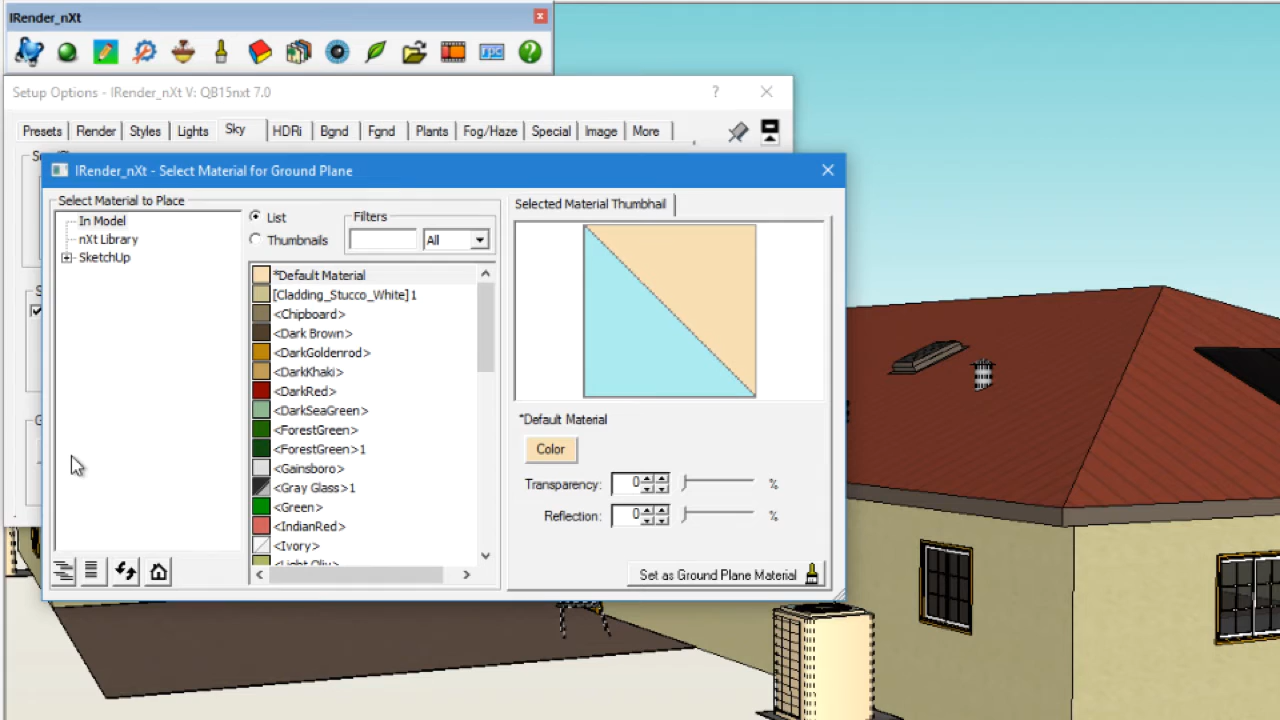 IRender_nXt
rpc
Setup Options - IRender_nXt V: QB15nxt 7.0
Presets Render Styles Lights Sky HDRi Bgnd Fgnd Plants Fog/Haze Special Image More
IRender_nXt - Select Material for Ground Plane
Select Material to Place
In Model
nXt Library
SketchUp
List
Thumbnails
Filters
All
*Default Material
[Cladding_Stucco_White]1
<Chipboard>
<Dark Brown>
<DarkGoldenrod>
<DarkKhaki>
<DarkRed>
<DarkSeaGreen>
<ForestGreen>
<ForestGreen>1
<Gainsboro>
<Gray Glass>1
<Green>
<IndianRed>
<Ivory>
Selected Material Thumbnail
*Default Material
Color
Transparency: 0 %
Reflection: 0 %
Set as Ground Plane Material